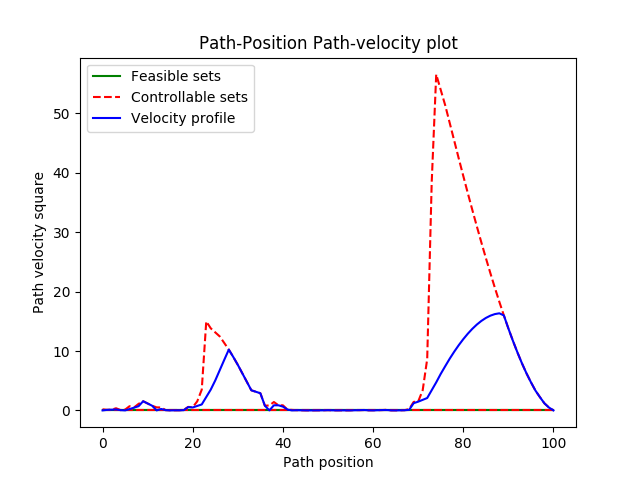 Path-Position Path-velocity plot
Feasible sets
Controllable sets
Velocity profile
50
40
30
20
10
0
Path velocity square
0 20 40 60 80 100
Path position